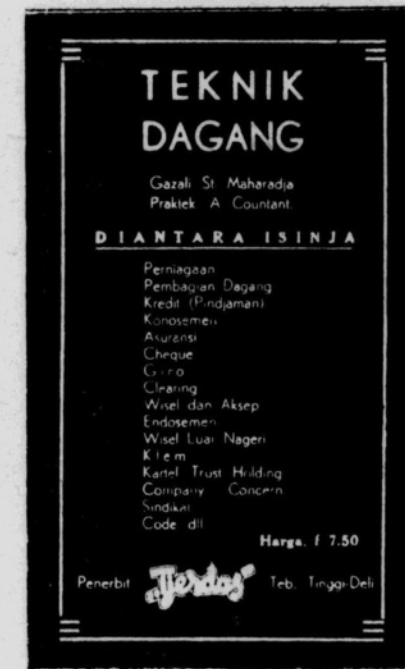 TEKNIK
DAGANG
Gazali St. Maharadja
Praktek A Countant.
DIANTARA ISINJA
Perniagaan
Pembagian Dagang
Kredit (Pindjaman)
Konosemen
Asuransi
Cheque
Giro
Clearing
Wisel dan Aksep
Endosemen
Wisel Luar Nageri
Klem
Kartel Trust Holding
Company Concern
Sindikat
Code dll
Harga. f 7.50
Penerbit „Tjerdas" Teb. Tinggi-Deli